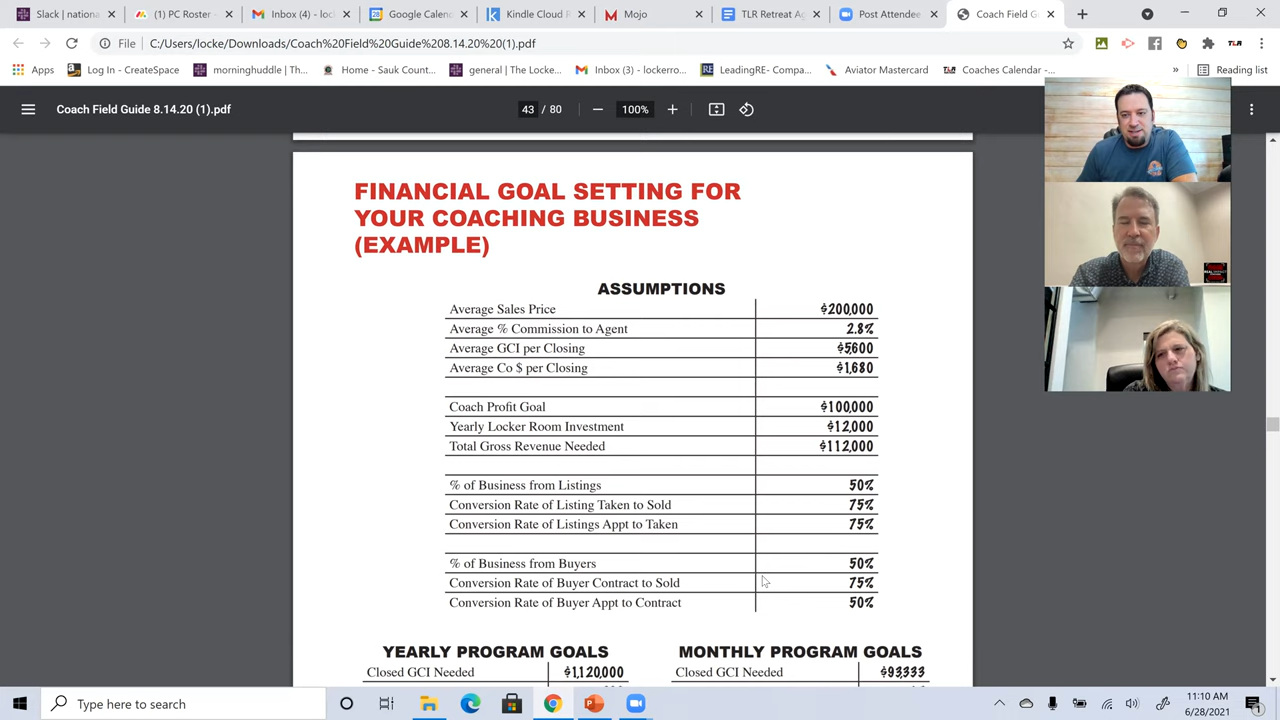 Slack | nationa
(1) PC Roster -
Inbox (4) - loc
Google Calen
Kindle Cloud R
Mojo
TLR Retreat Ag
Post Attendee
Coach Field G
File C:/Users/locke/Downloads/Coach%20Field%20Guide%208.14.20%20(1).pdf
Apps
Log In - CreateSpace
morninghuddle | Th...
Home - Sauk Count...
general | The Locke...
Inbox (3) - lockerro...
LeadingRE- Compa...
Aviator Mastercard
TLR Coaches Calendar -...
» Reading list
Coach Field Guide 8.14.20 (1).pdf
43 / 80
100%
FINANCIAL GOAL SETTING FOR
YOUR COACHING BUSINESS
(EXAMPLE)
ASSUMPTIONS
Average Sales Price $200,000
Average % Commission to Agent 2.8%
Average GCI per Closing $5,600
Average Co $ per Closing $1,680
Coach Profit Goal $100,000
Yearly Locker Room Investment $12,000
Total Gross Revenue Needed $112,000
% of Business from Listings 50%
Conversion Rate of Listing Taken to Sold 75%
Conversion Rate of Listings Appt to Taken 75%
% of Business from Buyers 50%
Conversion Rate of Buyer Contract to Sold 75%
Conversion Rate of Buyer Appt to Contract 50%
YEARLY PROGRAM GOALS
Closed GCI Needed $1,120,000
MONTHLY PROGRAM GOALS
Closed GCI Needed $93,333
REAL IMPACT
Type here to search
11:10 AM
6/28/2021